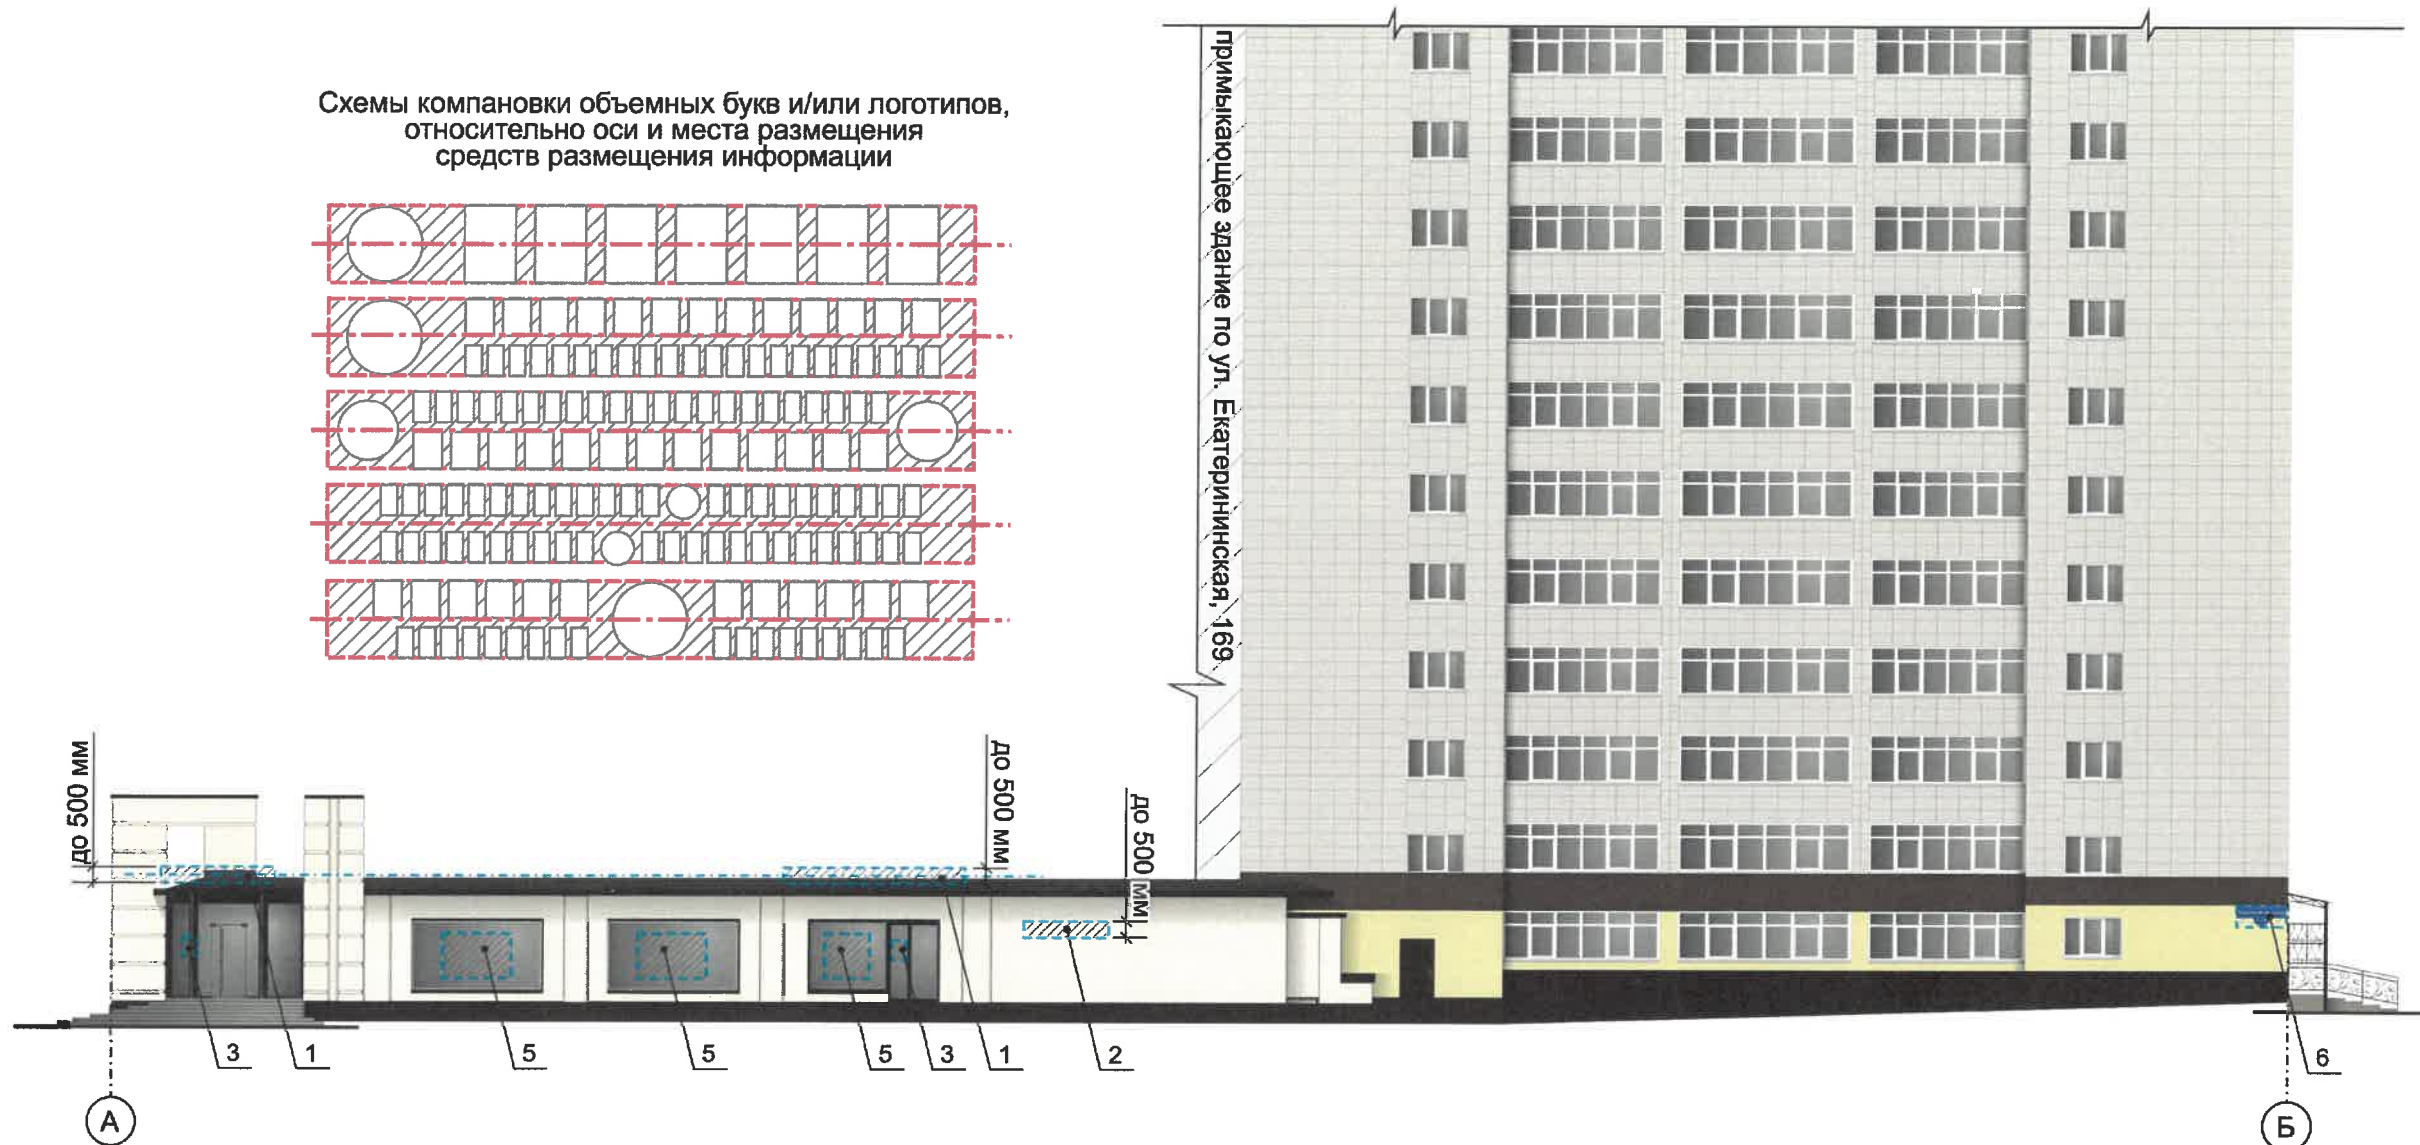 Схемы компановки объемных букв и/или логотипов,
относительно оси и места размещения
средств размещения информации
примыкающее здание по ул. Екатерининская, 169
до 500 мм
до 500 мм
до 500 мм
3
1
5
5
5
3
1
2
6
А
Б